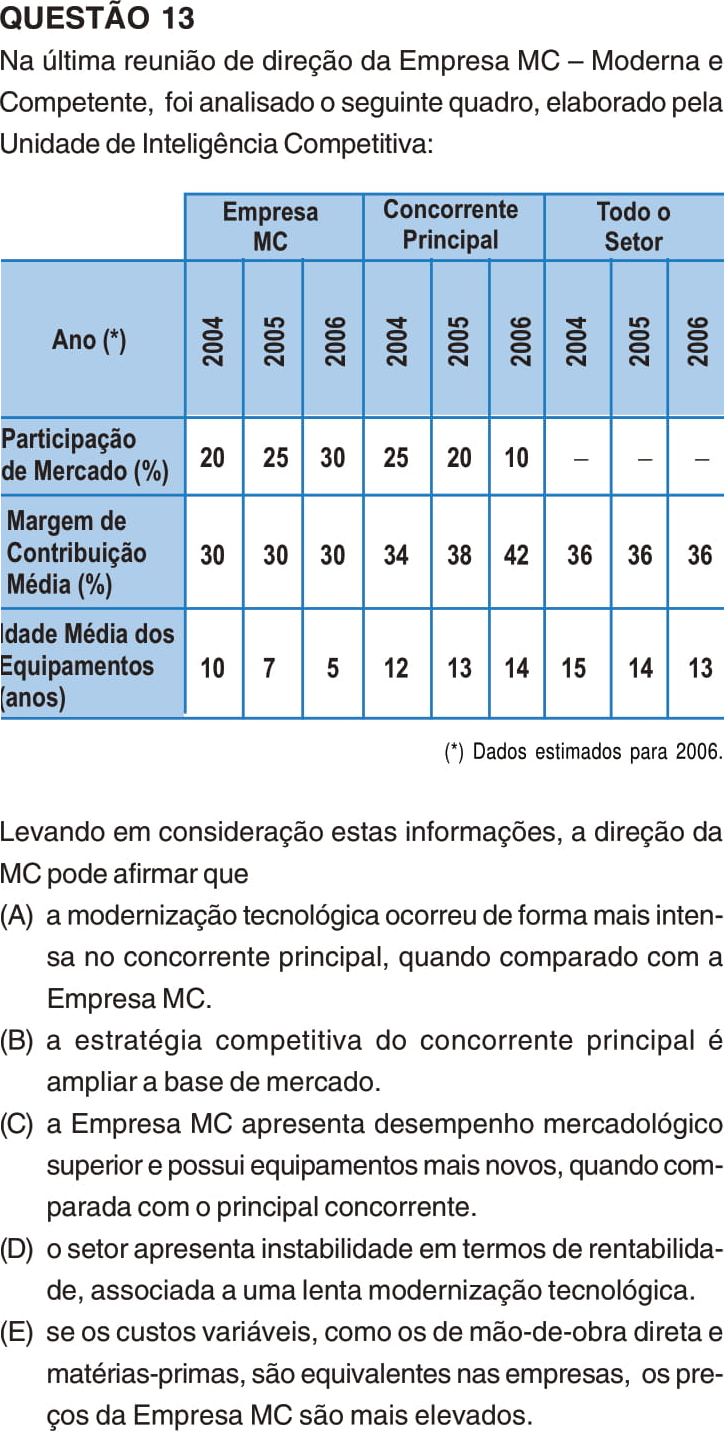 QUESTÃO 13
Na última reunião de direção da Empresa MC – Moderna e
Competente, foi analisado o seguinte quadro, elaborado pela
Unidade de Inteligência Competitiva:
Empresa MC Concorrente Principal Todo o Setor
Ano (*) 2004 2005 2006 2004 2005 2006 2004 2005 2006
Participação de Mercado (%) 20 25 30 25 20 10 – – –
Margem de Contribuição Média (%) 30 30 30 34 38 42 36 36 36
Idade Média dos Equipamentos (anos) 10 7 5 12 13 14 15 14 13
(*) Dados estimados para 2006.
Levando em consideração estas informações, a direção da
MC pode afirmar que
(A) a modernização tecnológica ocorreu de forma mais inten-
sa no concorrente principal, quando comparado com a
Empresa MC.
(B) a estratégia competitiva do concorrente principal é
ampliar a base de mercado.
(C) a Empresa MC apresenta desempenho mercadológico
superior e possui equipamentos mais novos, quando com-
parada com o principal concorrente.
(D) o setor apresenta instabilidade em termos de rentabilida-
de, associada a uma lenta modernização tecnológica.
(E) se os custos variáveis, como os de mão-de-obra direta e
matérias-primas, são equivalentes nas empresas, os pre-
ços da Empresa MC são mais elevados.